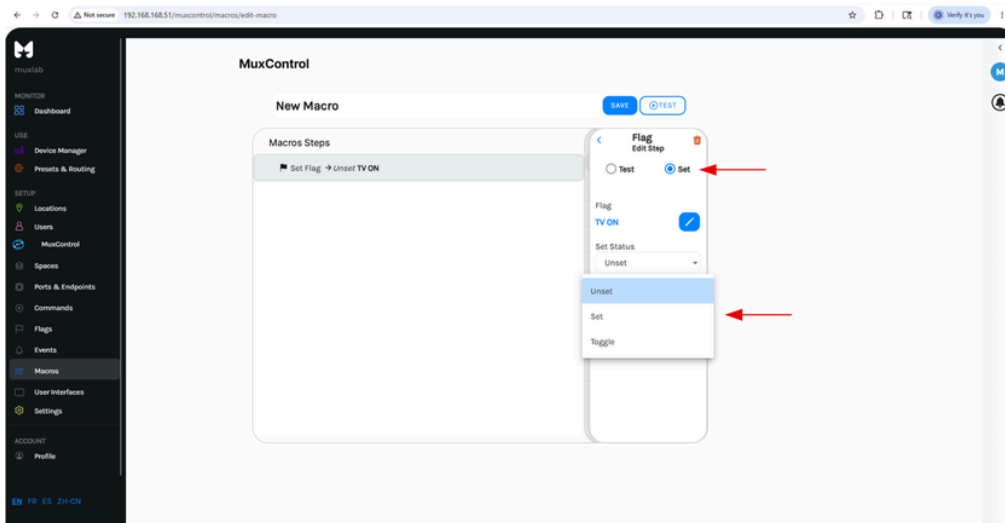 Not secure 192.168.168.51/muxcontrol/macros/edit-macro
Verify it's you
muxlab
MONITOR
Dashboard
USE
Device Manager
Presets & Routing
SETUP
Locations
Users
MuxControl
Spaces
Ports & Endpoints
Commands
Flags
Events
Macros
User Interfaces
Settings
ACCOUNT
Profile
EN FR ES ZH-CN
MuxControl
New Macro
SAVE
TEST
Macros Steps
Set Flag → Unset TV ON
Flag
Edit Step
Test Set
Flag
TV ON
Set Status
Unset
Unset
Set
Toggle
M